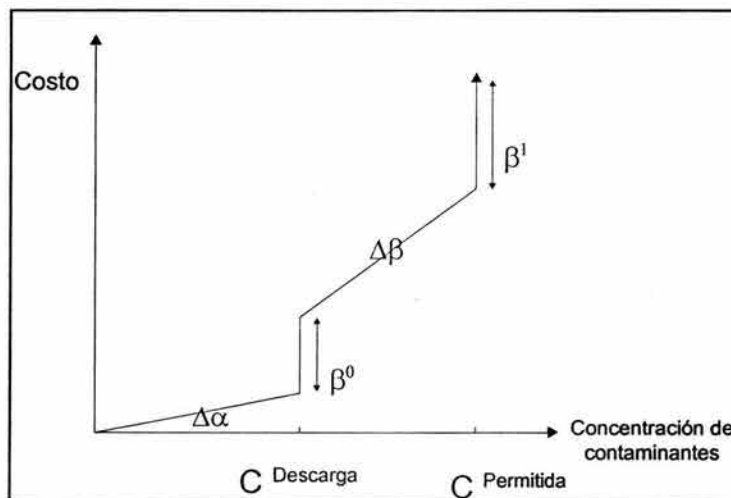 Costo
β¹
Δβ
β⁰
Δα
Concentración de
contaminantes
C Descarga
C Permitida